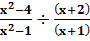 x²-4/x²-1 ÷ (x+2)/(x+1)